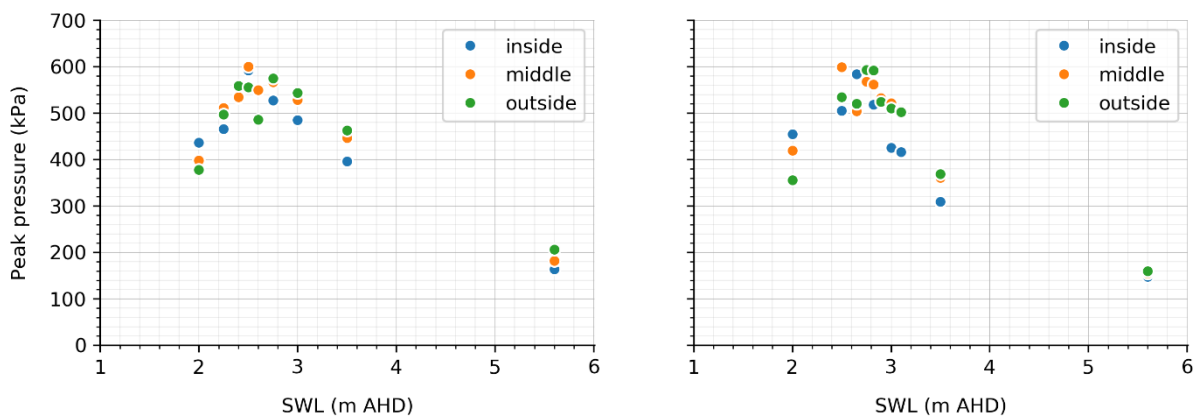 700
600
500
400
300
200
100
0
Peak pressure (kPa)
inside
middle
outside
1 2 3 4 5 6
SWL (m AHD)
inside
middle
outside
1 2 3 4 5 6
SWL (m AHD)